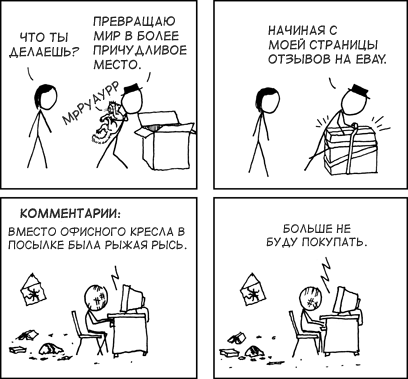 ЧТО ТЫ
ДЕЛАЕШЬ?
ПРЕВРАЩАЮ
МИР В БОЛЕЕ
ПРИЧУДЛИВОЕ
МЕСТО.
МРРУАУРР
НАЧИНАЯ С
МОЕЙ СТРАНИЦЫ
ОТЗЫВОВ НА EBAY.
КОММЕНТАРИИ:
ВМЕСТО ОФИСНОГО КРЕСЛА В
ПОСЫЛКЕ БЫЛА РЫЖАЯ РЫСЬ.
БОЛЬШЕ НЕ
БУДУ ПОКУПАТЬ.